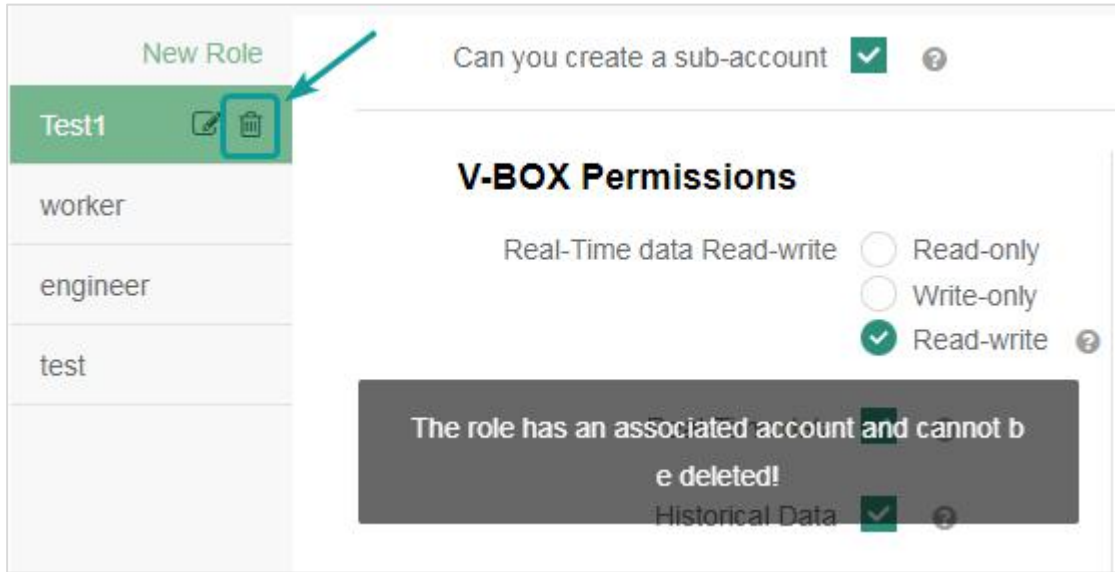 New Role
Test1
worker
engineer
test
Can you create a sub-account
V-BOX Permissions
Real-Time data Read-write
Read-only
Write-only
Read-write
The role has an associated account and cannot b
e deleted!
Historical Data